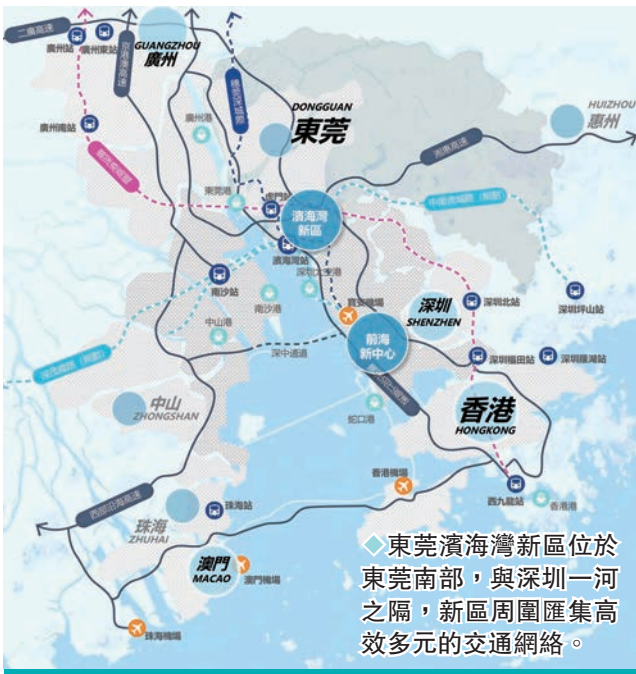 二廣高速
廣州站
廣州東站
GUANGZHOU
廣州
DONGGUAN
東莞
HUIZHOU
惠州
廣州南站
廣州港
東莞港
虎門站
濱海灣
新區
濱海灣站
南沙站
南沙港
中山港
深中通道
寶安機場
深圳
SHENZHEN
深圳北站
深圳坪山站
前海
新中心
深圳福田站
深圳羅湖站
中山
ZHONGSHAN
蛇口港
香港
HONGKONG
香港機場
西九龍站
香港港
西部沿海高速
珠海站
珠海
ZHUHAI
澳門
MACAO
澳門機場
珠海機場
◆東莞濱海灣新區位於
東莞南部，與深圳一河
之隔，新區周圍匯集高
效多元的交通網絡。